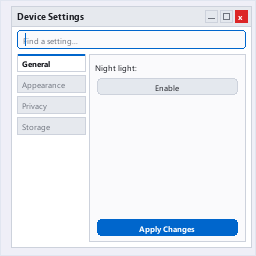 Device Settings
Find a setting...
General
Appearance
Privacy
Storage
Night light:
Enable
Apply Changes